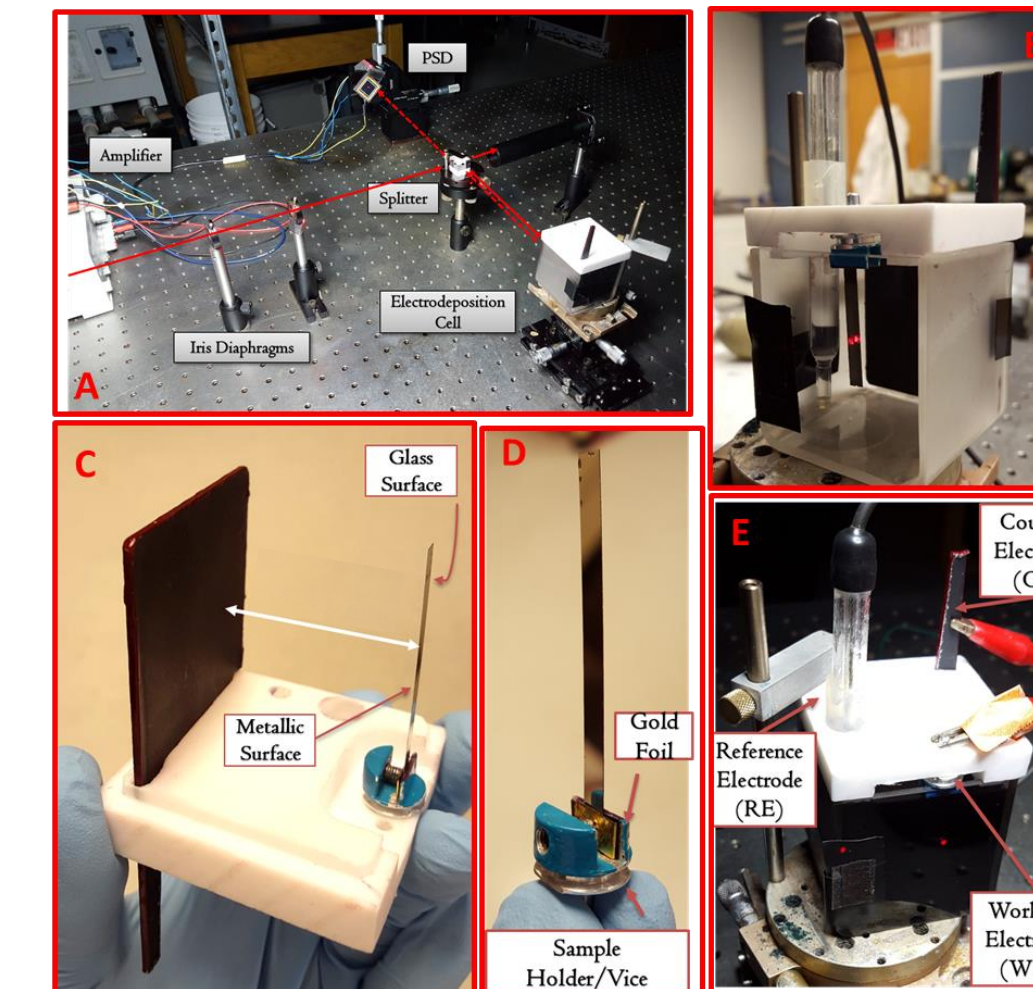 PSD
Amplifier
Splitter
Electrodeposition
Cell
Iris Diaphragms
A
C
Glass
Surface
Metallic
Surface
D
Gold
Foil
Sample
Holder/Vice
E
Reference
Electrode
(RE)